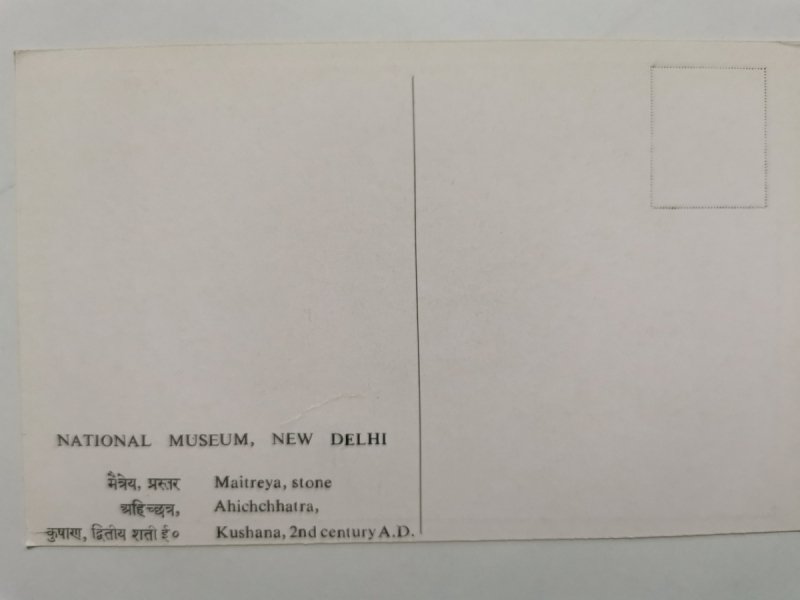 NATIONAL MUSEUM, NEW DELHI
मैत्रेय, प्रस्तर Maitreya, stone
अहिच्छत्र, Ahichchhatra,
कुषाण, द्वितीय शती ई० Kushana, 2nd century A.D.